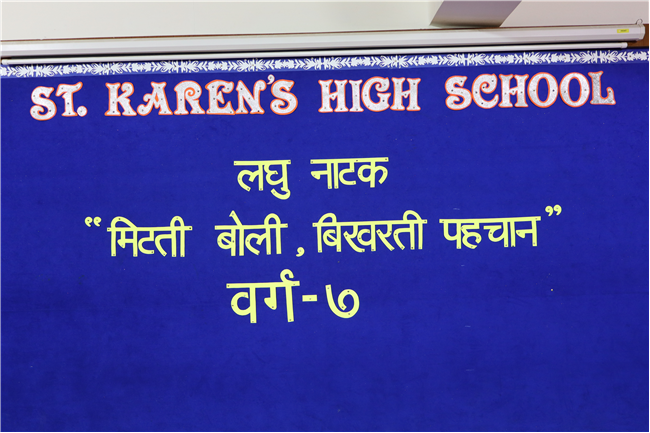 ST. KAREN'S HIGH SCHOOL
लघु नाटक
“मिटती बोली, बिखरती पहचान”
वर्ग-७